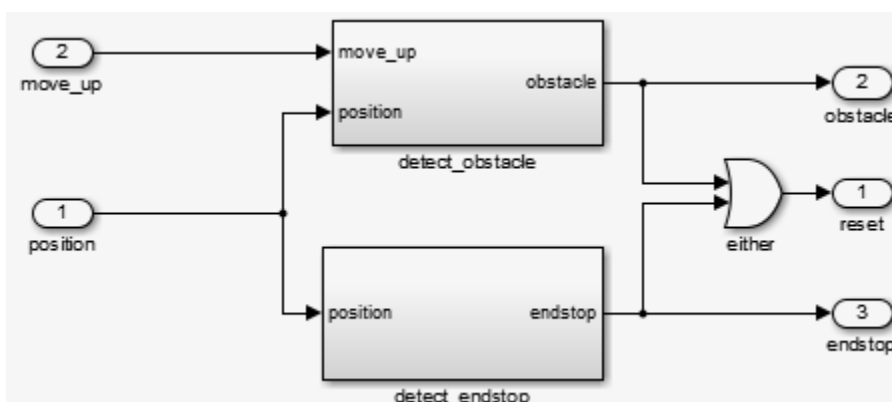 2
move_up
move_up
position
obstacle
detect_obstacle
2
obstacle
1
position
either
1
reset
position
endstop
detect_endstop
3
endstop